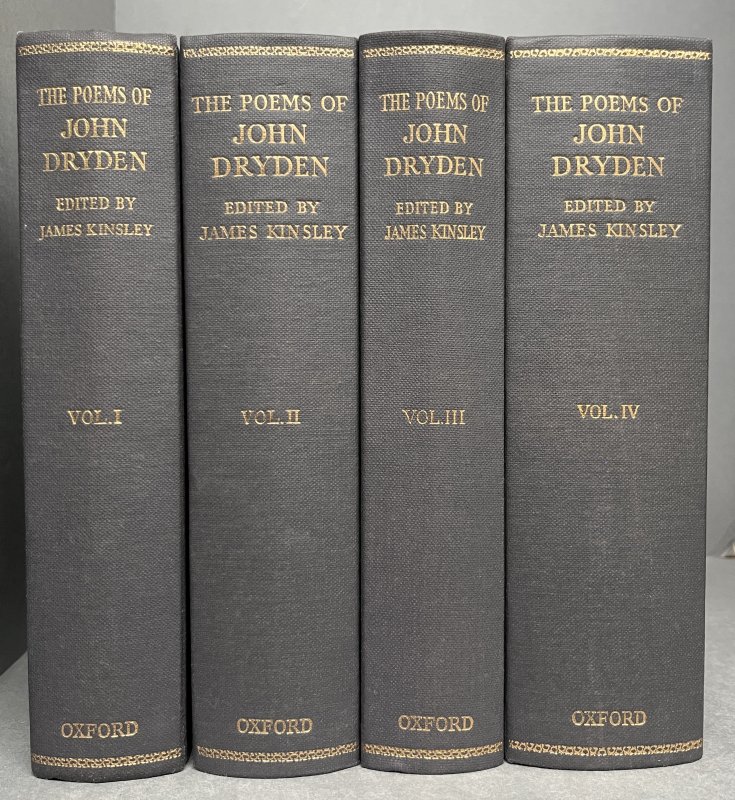 THE POEMS OF
JOHN
DRYDEN
EDITED BY
JAMES KINSLEY
VOL.I
OXFORD
THE POEMS OF
JOHN
DRYDEN
EDITED BY
JAMES KINSLEY
VOL.II
OXFORD
THE POEMS OF
JOHN
DRYDEN
EDITED BY
JAMES KINSLEY
VOL.III
OXFORD
THE POEMS OF
JOHN
DRYDEN
EDITED BY
JAMES KINSLEY
VOL.IV
OXFORD